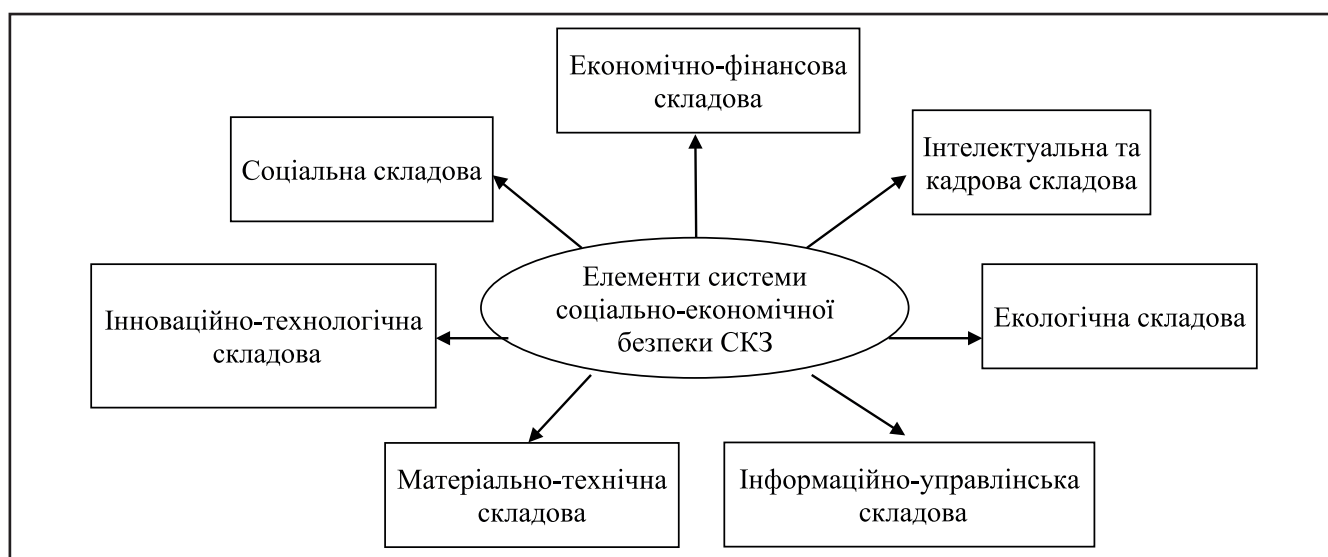 Економічно-фінансова
складова
Соціальна складова
Інтелектуальна та
кадрова складова
Елементи системи
соціально-економічної
безпеки СКЗ
Інноваційно-технологічна
складова
Екологічна складова
Матеріально-технічна
складова
Інформаційно-управлінська
складова